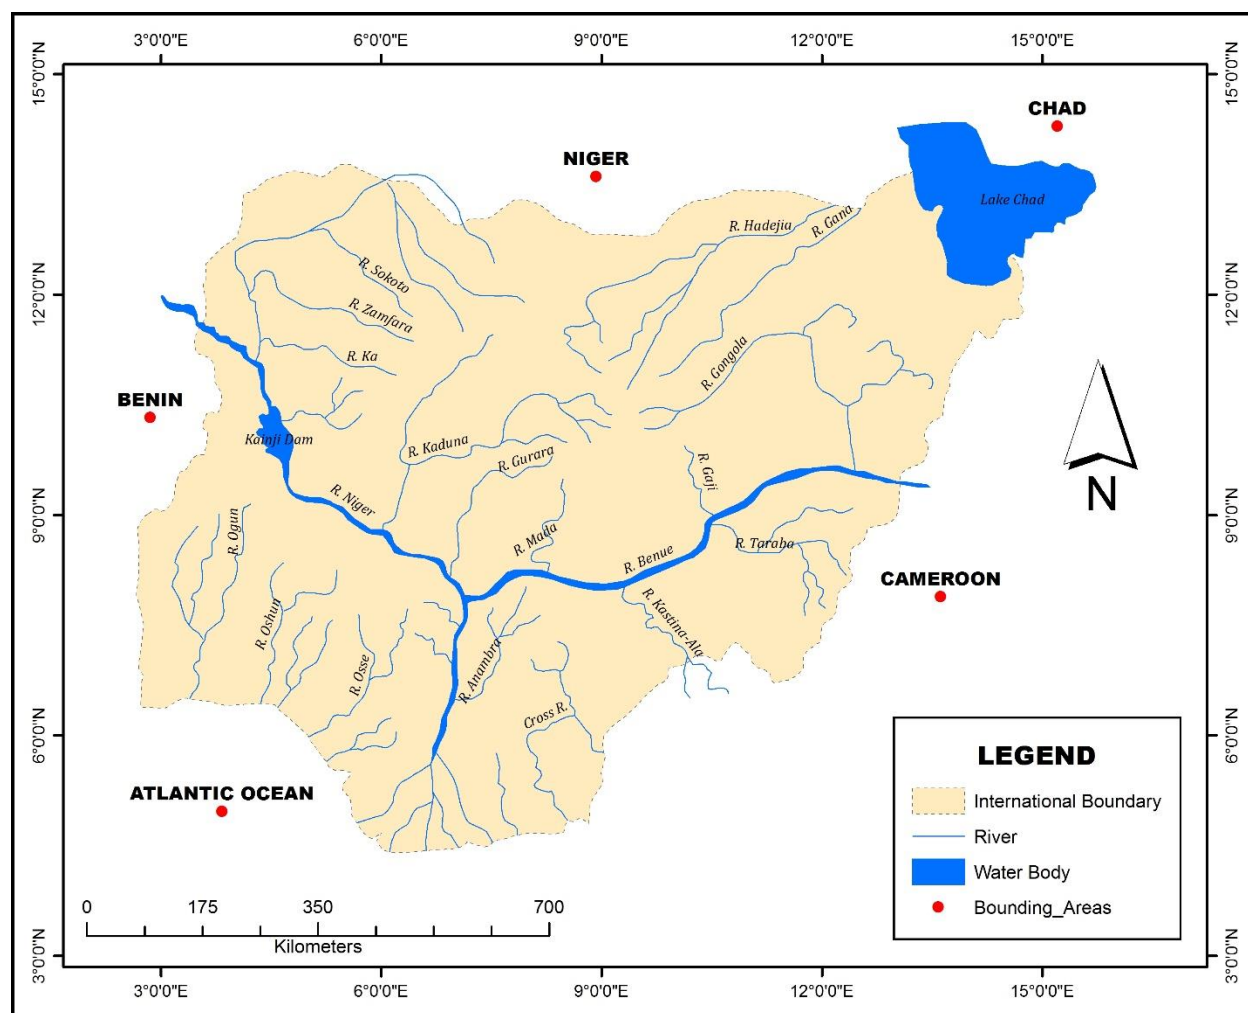 3°0'0"E 6°0'0"E 9°0'0"E 12°0'0"E 15°0'0"E
15°0'0"N
15°0'0"N
CHAD
NIGER
Lake Chad
R. Hadejia
R. Gana
R. Sokoto
12°0'0"N
12°0'0"N
R. Zamfara
R. Ka
R. Gongola
BENIN
Kainji Dam
R. Kaduna
R. Gurara
R. Gaji
R. Niger
N
9°0'0"N
9°0'0"N
R. Ogun
R. Mada
R. Benue
R. Taraba
CAMEROON
R. Oshun
R. Kastina-Ala
R. Osse
R. Anambra
Cross R.
6°0'0"N
6°0'0"N
LEGEND
International Boundary
River
Water Body
Bounding_Areas
ATLANTIC OCEAN
0 175 350 700
Kilometers
3°0'0"N
3°0'0"N
3°0'0"E 6°0'0"E 9°0'0"E 12°0'0"E 15°0'0"E